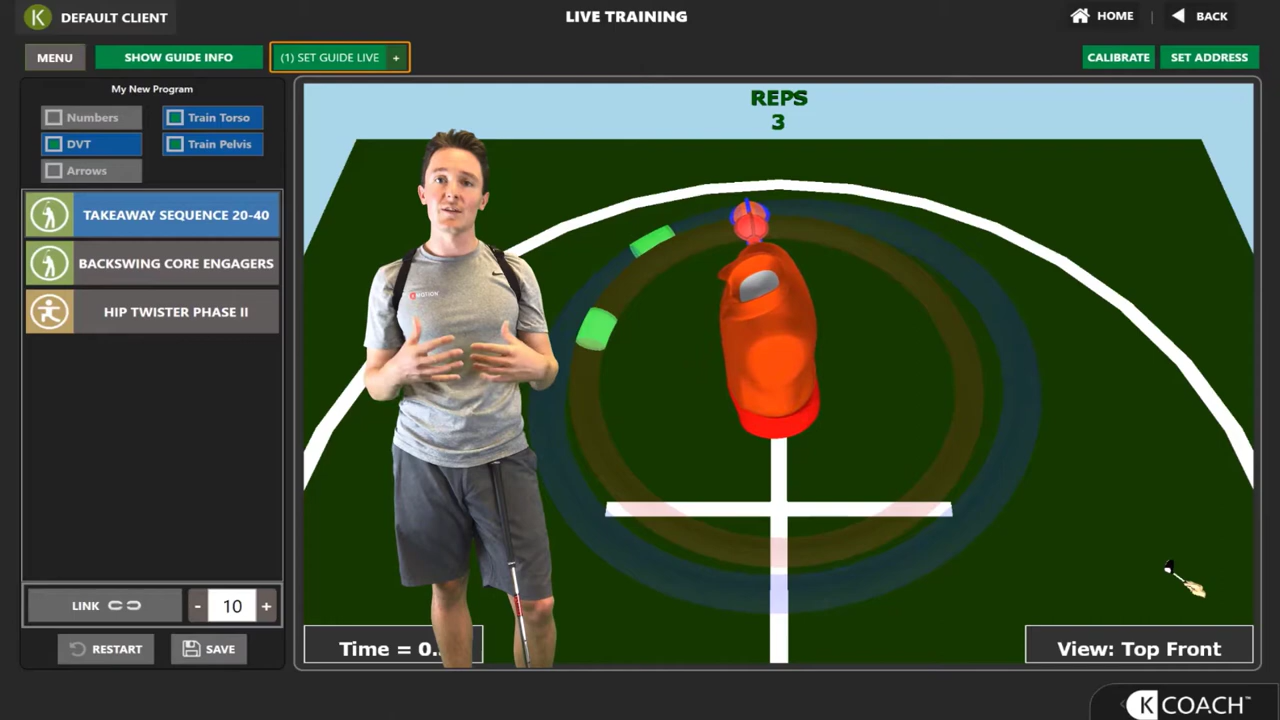 K DEFAULT CLIENT
LIVE TRAINING
HOME
BACK
MENU
SHOW GUIDE INFO
(1) SET GUIDE LIVE +
CALIBRATE
SET ADDRESS
My New Program
Numbers
Train Torso
DVT
Train Pelvis
Arrows
TAKEAWAY SEQUENCE 20-40
BACKSWING CORE ENGAGERS
HIP TWISTER PHASE II
LINK
- 10 +
RESTART
SAVE
REPS
3
Time = 0.
View: Top Front
K COACH™